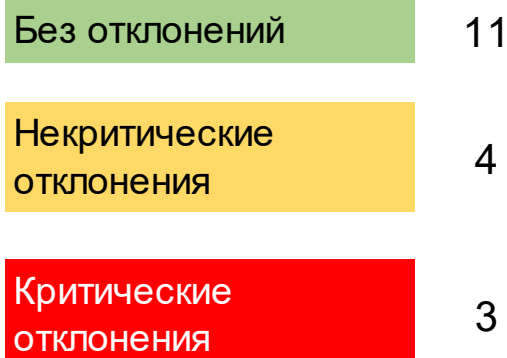 Без отклонений 11
Некритические
отклонения 4
Критические
отклонения 3